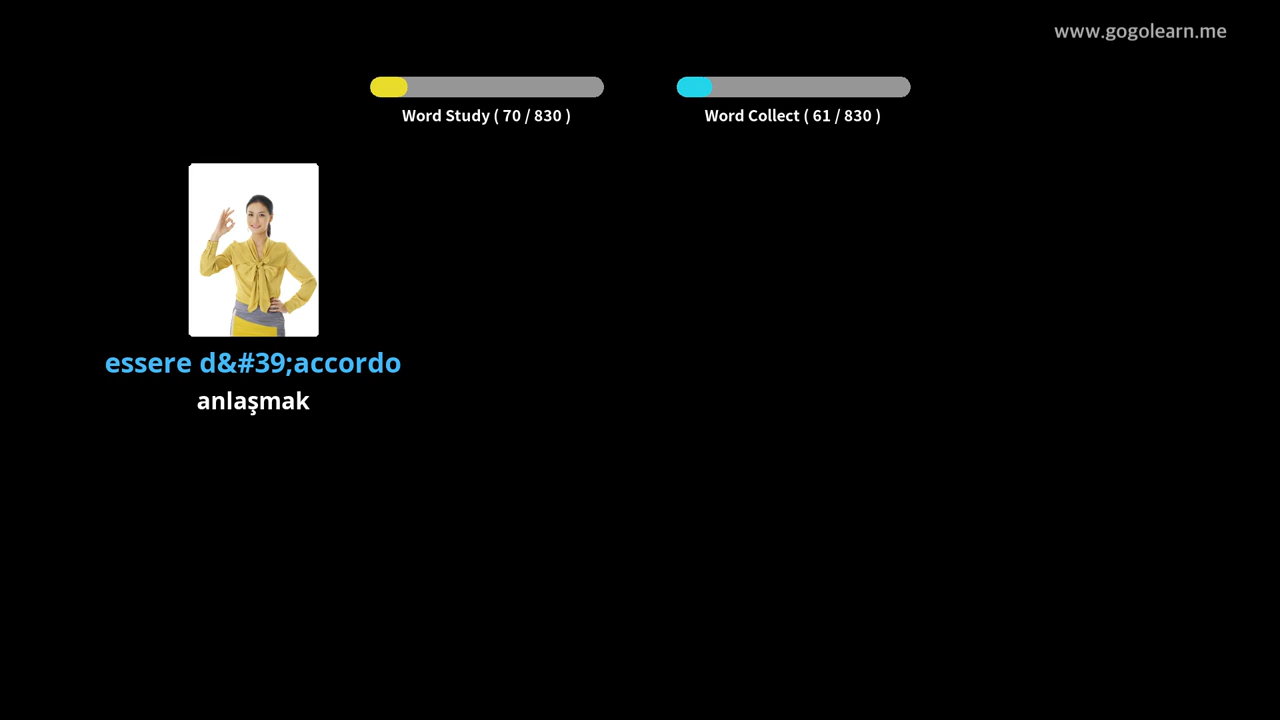 www.gogolearn.me
Word Study ( 70 / 830 )
Word Collect ( 61 / 830 )
essere d&#39;accordo
anlaşmak